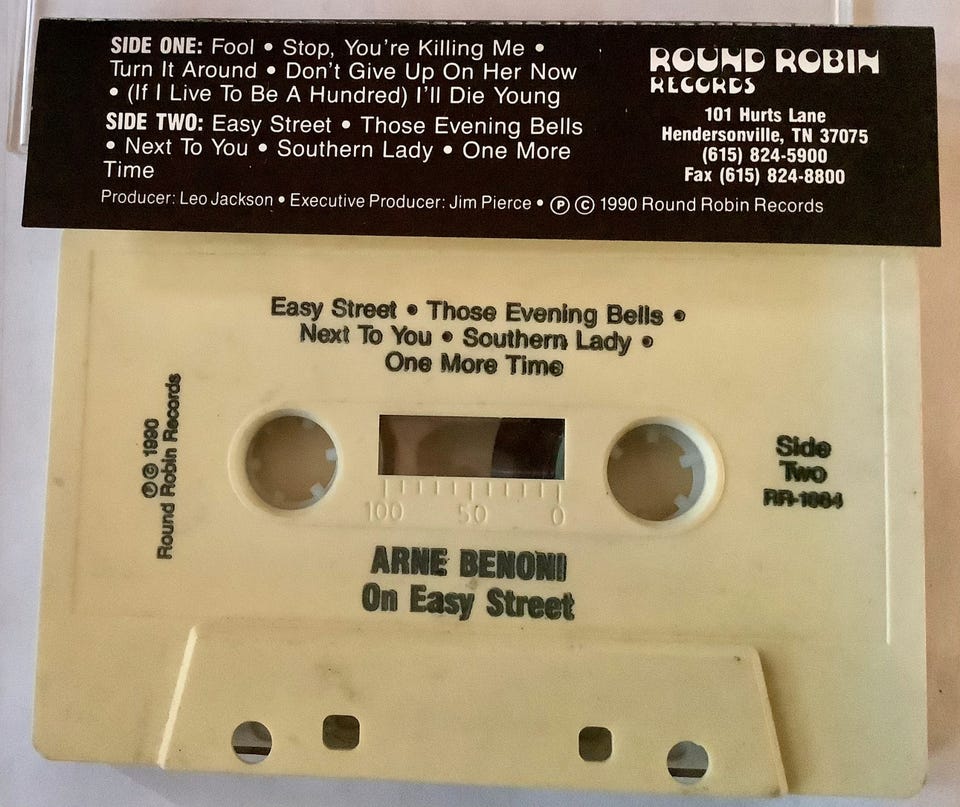 SIDE ONE: Fool • Stop, You're Killing Me •
Turn It Around • Don't Give Up On Her Now
• (If I Live To Be A Hundred) I'll Die Young
SIDE TWO: Easy Street • Those Evening Bells
• Next To You • Southern Lady • One More
Time
Producer: Leo Jackson • Executive Producer: Jim Pierce • Ⓟ © 1990 Round Robin Records
ROUND ROBIN
RECORDS
101 Hurts Lane
Hendersonville, TN 37075
(615) 824-5900
Fax (615) 824-8800
Easy Street • Those Evening Bells •
Next To You • Southern Lady •
One More Time
Ⓟ © 1990
Round Robin Records
Side
Two
RR-1004
100 50 0
ARNE BENONI
On Easy Street